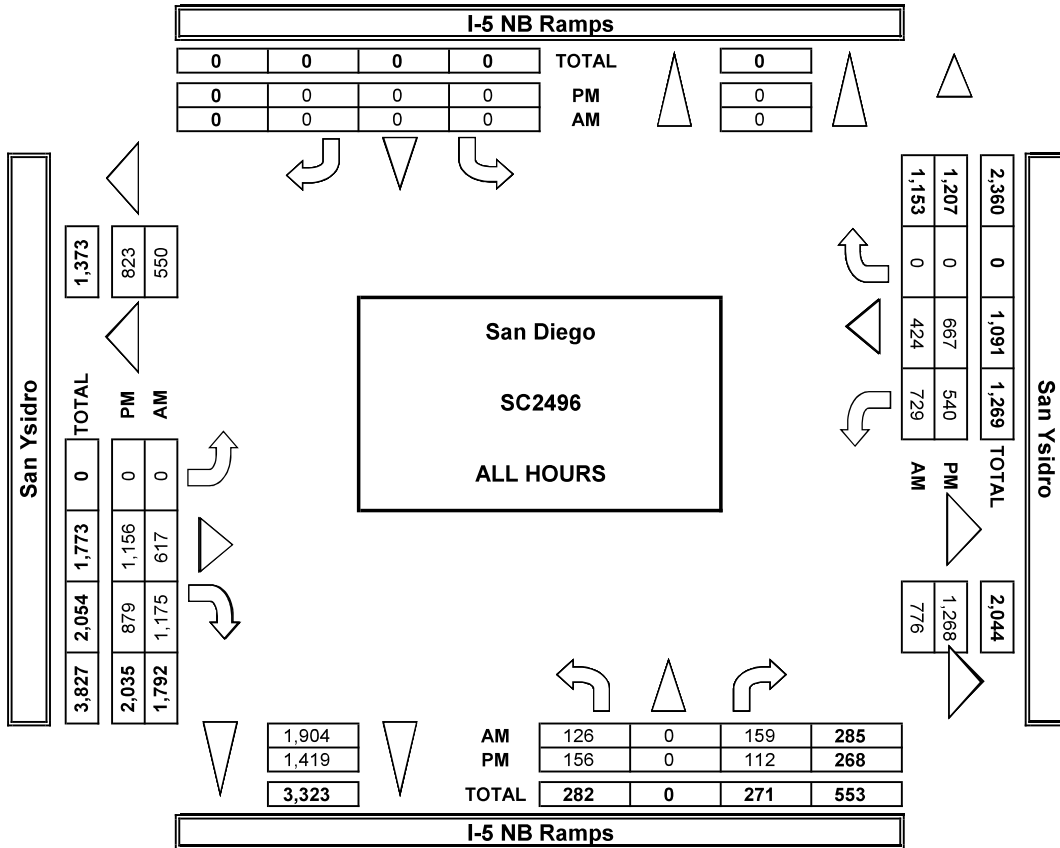 I-5 NB Ramps
0 0 0 0 TOTAL 0
0 0 0 0 PM 0
0 0 0 0 AM 0
San Ysidro
1,373
823
550
TOTAL
PM
AM
0 1,773 2,054 3,827
0 1,156 879 2,035
0 617 1,175 1,792
San Diego
SC2496
ALL HOURS
1,153 0 424 729 AM 776
1,207 0 667 540 PM 1,268
2,360 0 1,091 1,269 TOTAL 2,044
San Ysidro
1,904 AM 126 0 159 285
1,419 PM 156 0 112 268
3,323 TOTAL 282 0 271 553
I-5 NB Ramps